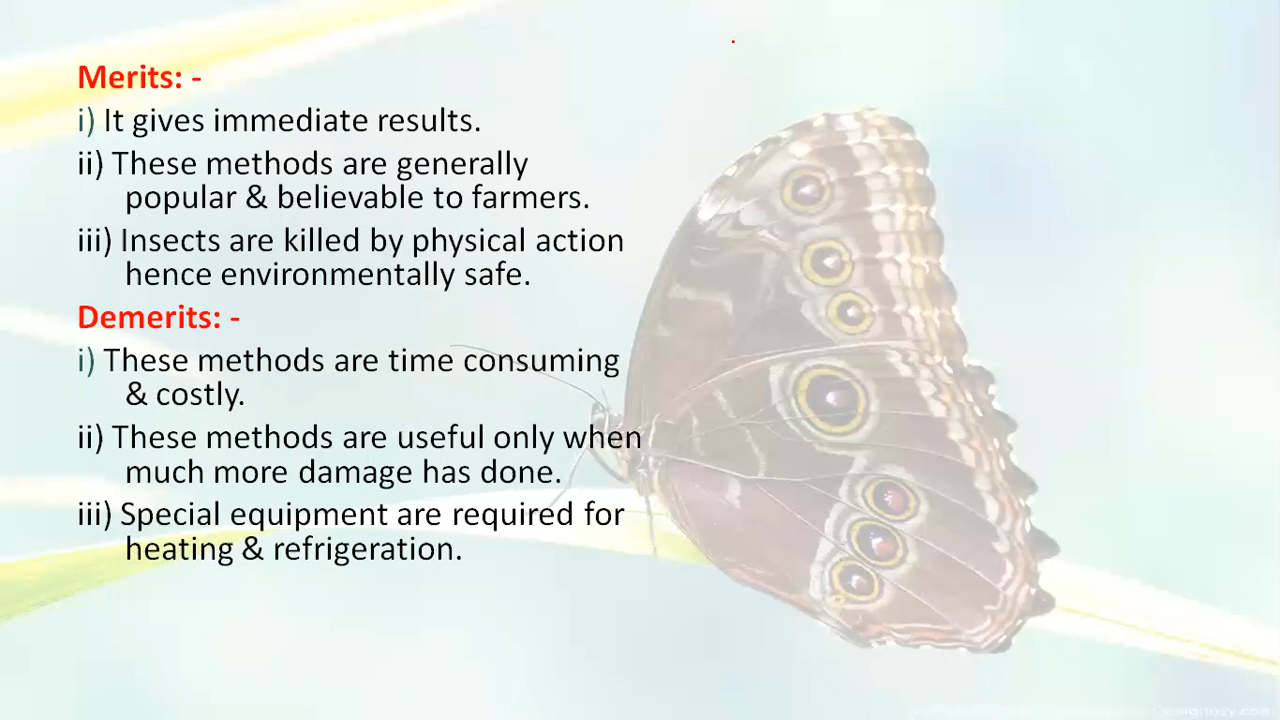 Merits: -
i) It gives immediate results.
ii) These methods are generally
popular & believable to farmers.
iii) Insects are killed by physical action
hence environmentally safe.
Demerits: -
i) These methods are time consuming
& costly.
ii) These methods are useful only when
much more damage has done.
iii) Special equipment are required for
heating & refrigeration.